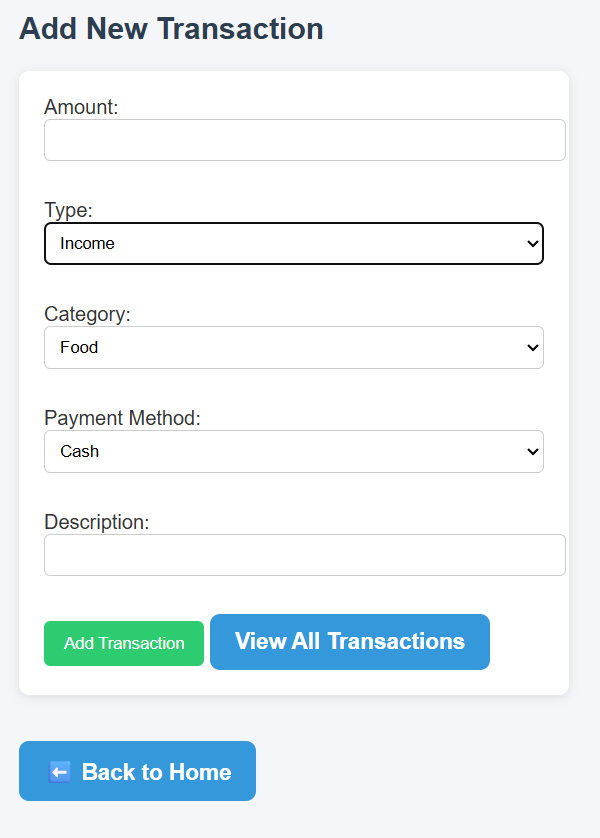 Add New Transaction
Amount:
Type:
Income
Category:
Food
Payment Method:
Cash
Description:
Add Transaction View All Transactions
⬅️ Back to Home